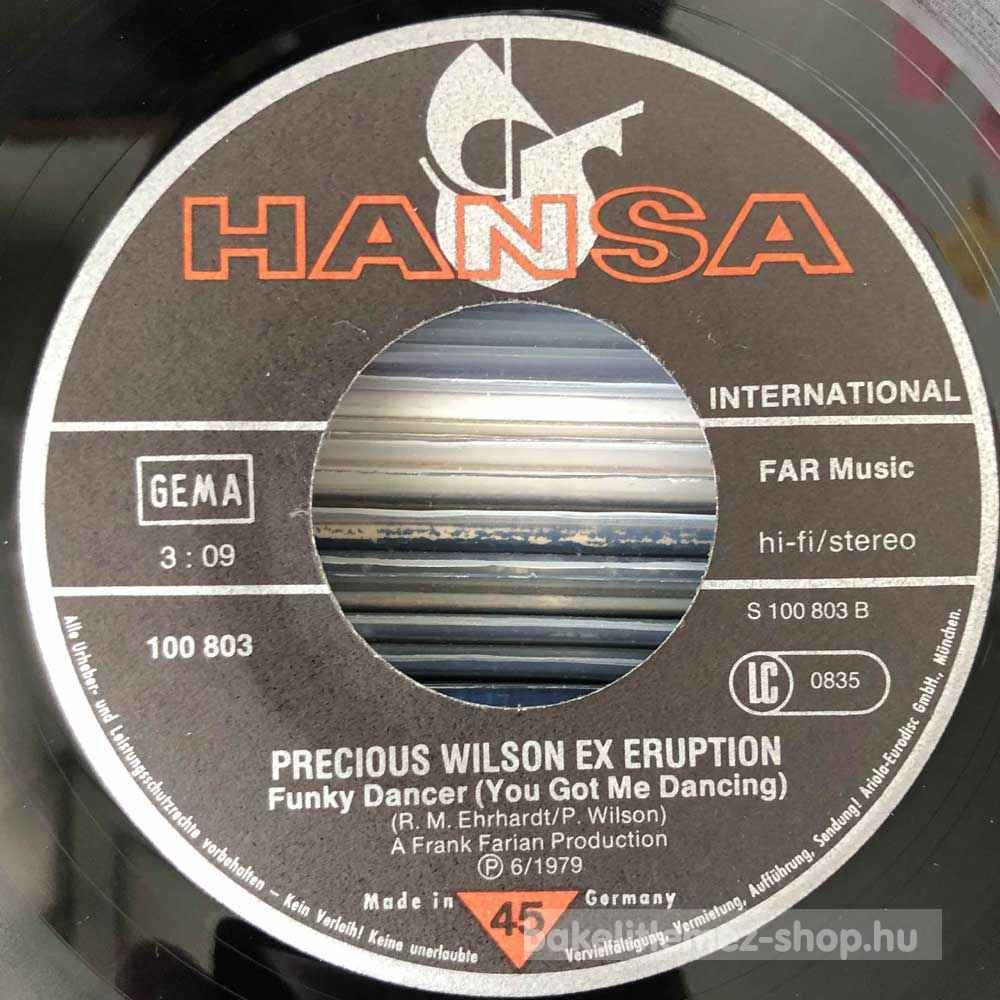 HANSA
INTERNATIONAL
GEMA
3 : 09
FAR Music
hi-fi/stereo
100 803
S 100 803 B
LC 0835
PRECIOUS WILSON EX ERUPTION
Funky Dancer (You Got Me Dancing)
(R. M. Ehrhardt/P. Wilson)
A Frank Farian Production
Ⓟ 6/1979
Made in 45 Germany
Alle Urheber- und Leistungsschutzrechte vorbehalten – Kein Verleih! Keine unerlaubte Vervielfältigung, Vermietung, Aufführung, Sendung! Ariola-Eurodisc GmbH., München.
bakelitlemez-shop.hu